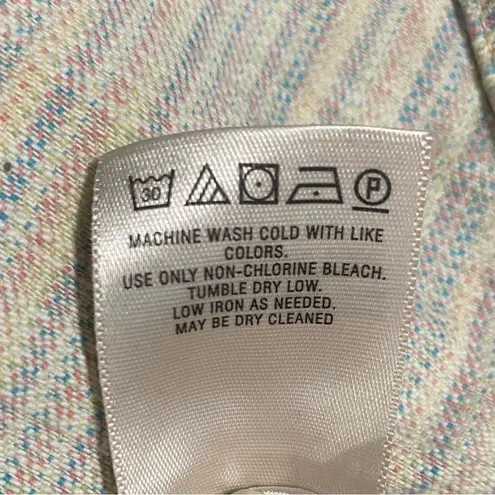 30 P
MACHINE WASH COLD WITH LIKE
COLORS.
USE ONLY NON-CHLORINE BLEACH.
TUMBLE DRY LOW.
LOW IRON AS NEEDED.
MAY BE DRY CLEANED